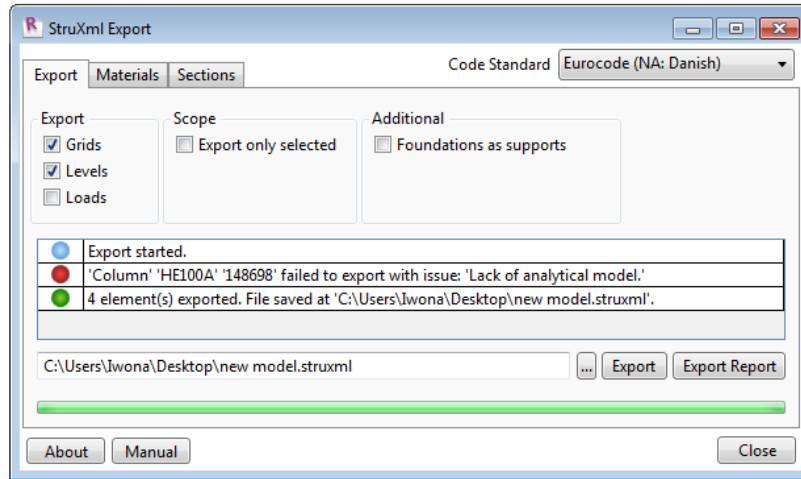 StruXml Export
Code Standard Eurocode (NA: Danish)
Export Materials Sections
Export Scope Additional
Grids Export only selected Foundations as supports
Levels
Loads
Export started.
'Column' 'HE100A' '148698' failed to export with issue: 'Lack of analytical model.'
4 element(s) exported. File saved at 'C:\Users\Iwona\Desktop\new model.struxml'.
C:\Users\Iwona\Desktop\new model.struxml ... Export Export Report
About Manual Close